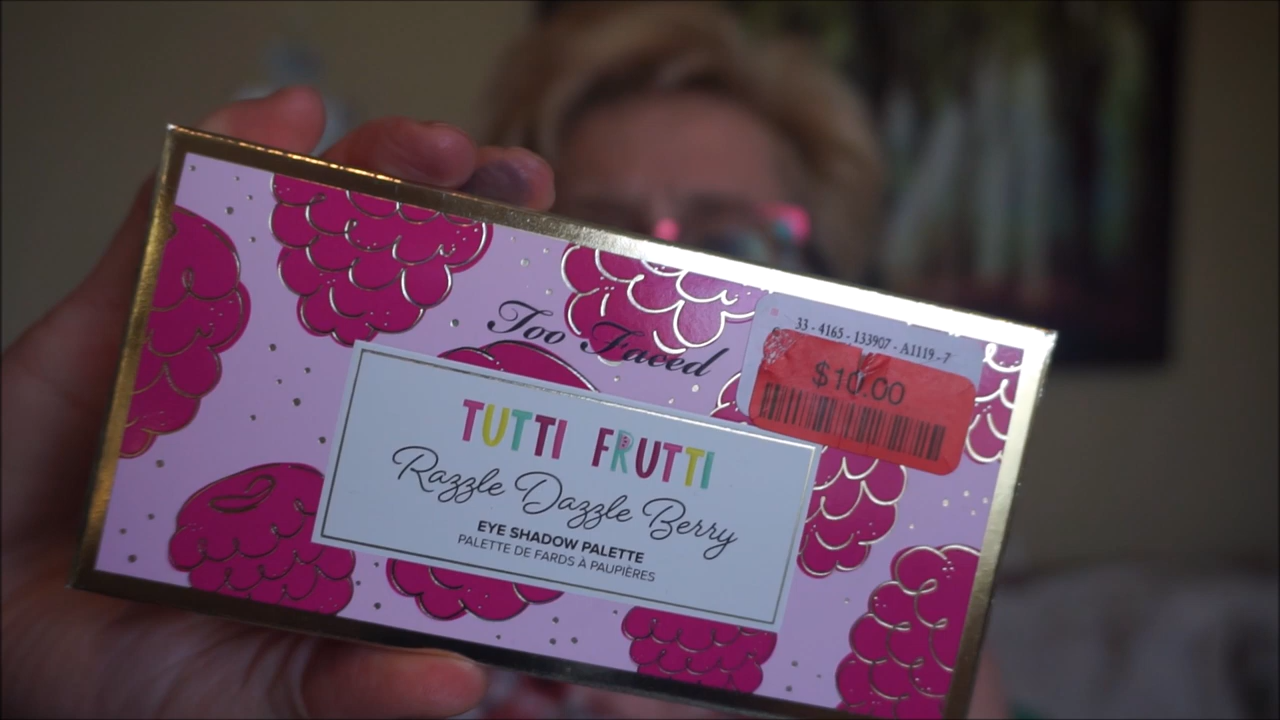 Too Faced
33 - 4165 - 133907 - A1119 - 7
$10.00
TUTTI FRUTTI
Razzle Dazzle Berry
EYE SHADOW PALETTE
PALETTE DE FARDS À PAUPIÈRES